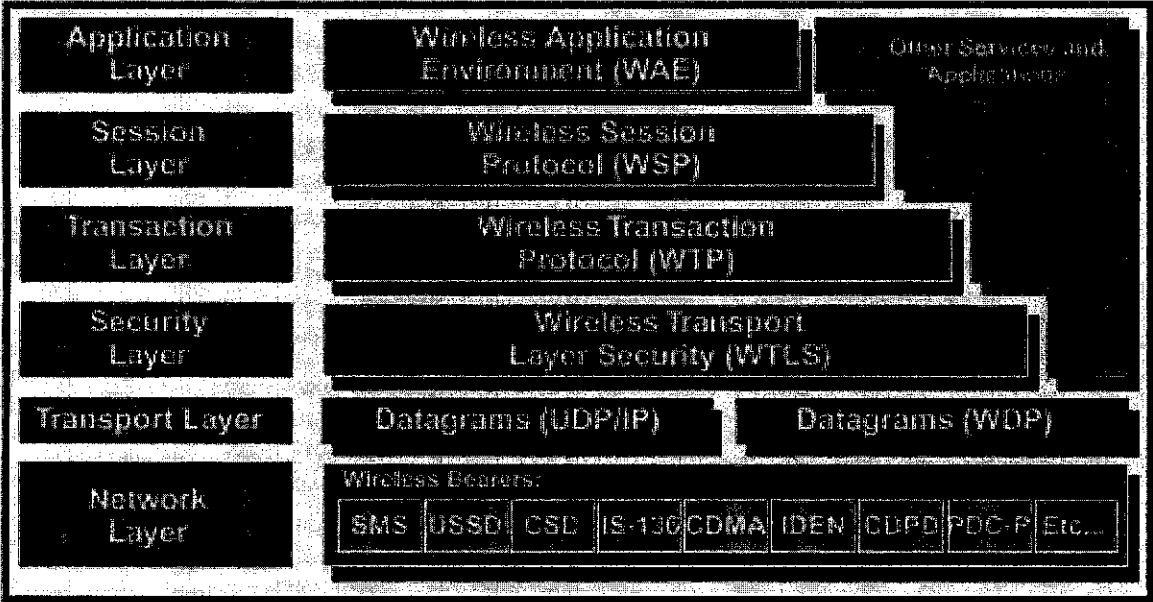 Application
Layer
Wireless Application
Environment (WAE)
Other Services and
Applications
Session
Layer
Wireless Session
Protocol (WSP)
Transaction
Layer
Wireless Transaction
Protocol (WTP)
Security
Layer
Wireless Transport
Layer Security (WTLS)
Transport Layer
Datagrams (UDP/IP)
Datagrams (WDP)
Network
Layer
Wireless Bearers:
SMS
USSD
CSD
IS-136
CDMA
IDEN
CDPD
PDC-P
Etc...